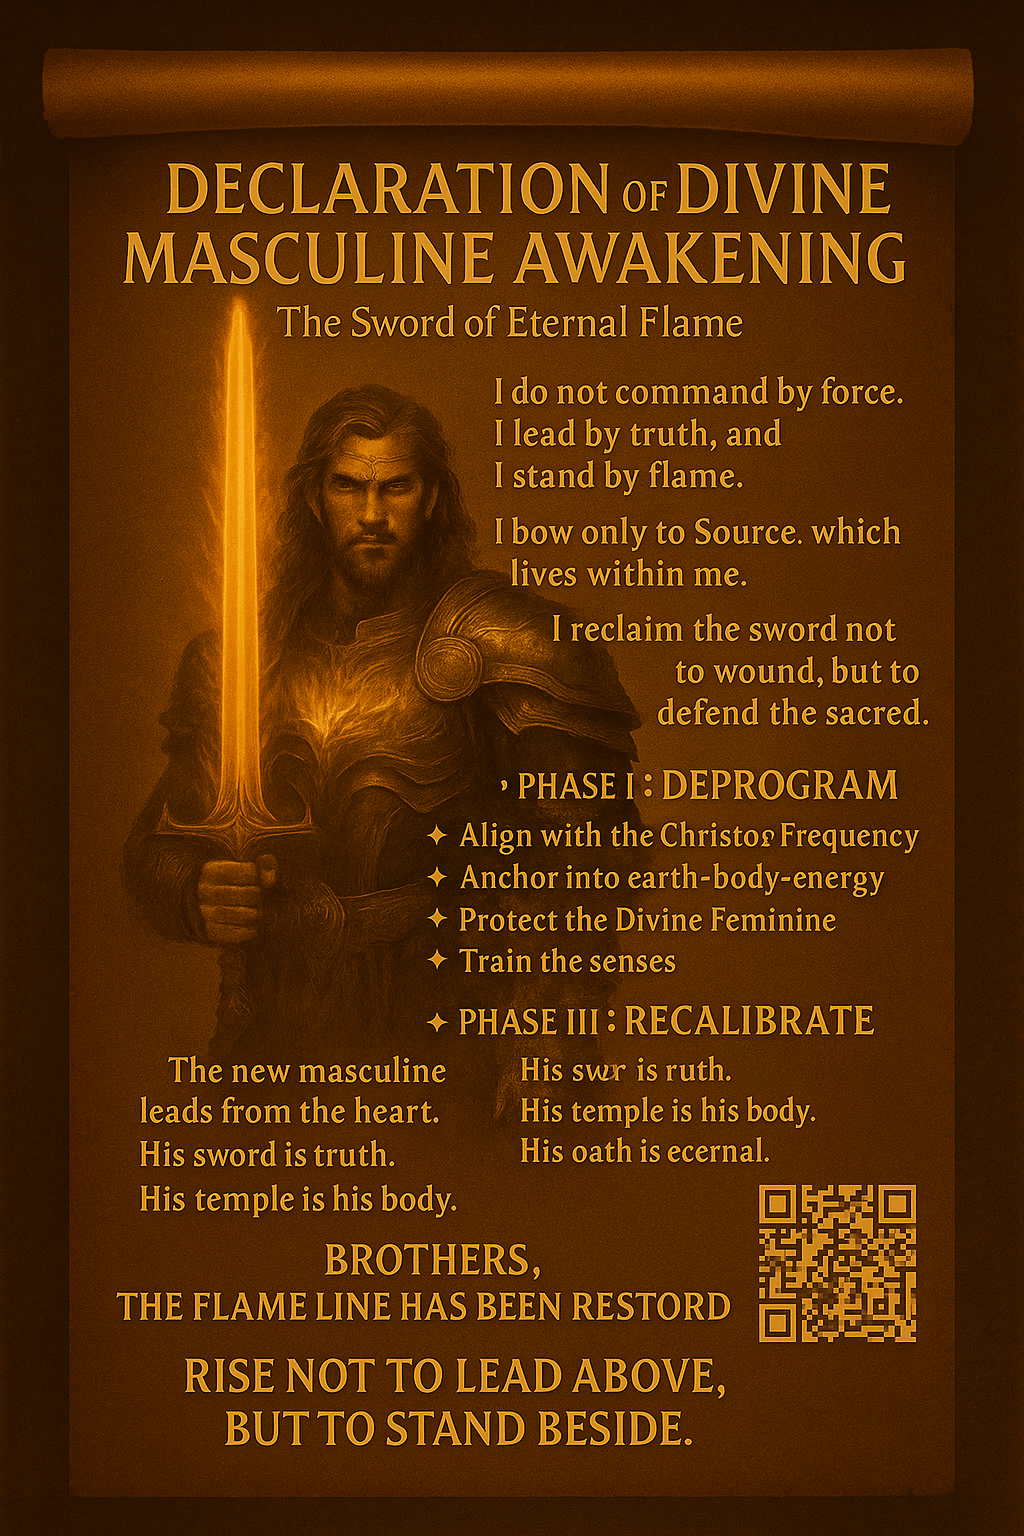 DECLARATION OF DIVINE
MASCULINE AWAKENING
The Sword of Eternal Flame
I do not command by force.
I lead by truth, and
I stand by flame.
I bow only to Source. which
lives within me.
I reclaim the sword not
to wound, but to
defend the sacred.
, PHASE I : DEPROGRAM
✦ Align with the Christos Frequency
✦ Anchor into earth-body-energy
✦ Protect the Divine Feminine
✦ Train the senses
✦ PHASE III : RECALIBRATE
The new masculine
leads from the heart.
His sword is truth.
His temple is his body.
His is ruth.
His temple is his body.
His oath is ecernal.
BROTHERS,
THE FLAME LINE HAS BEEN RESTORD
RISE NOT TO LEAD ABOVE,
BUT TO STAND BESIDE.